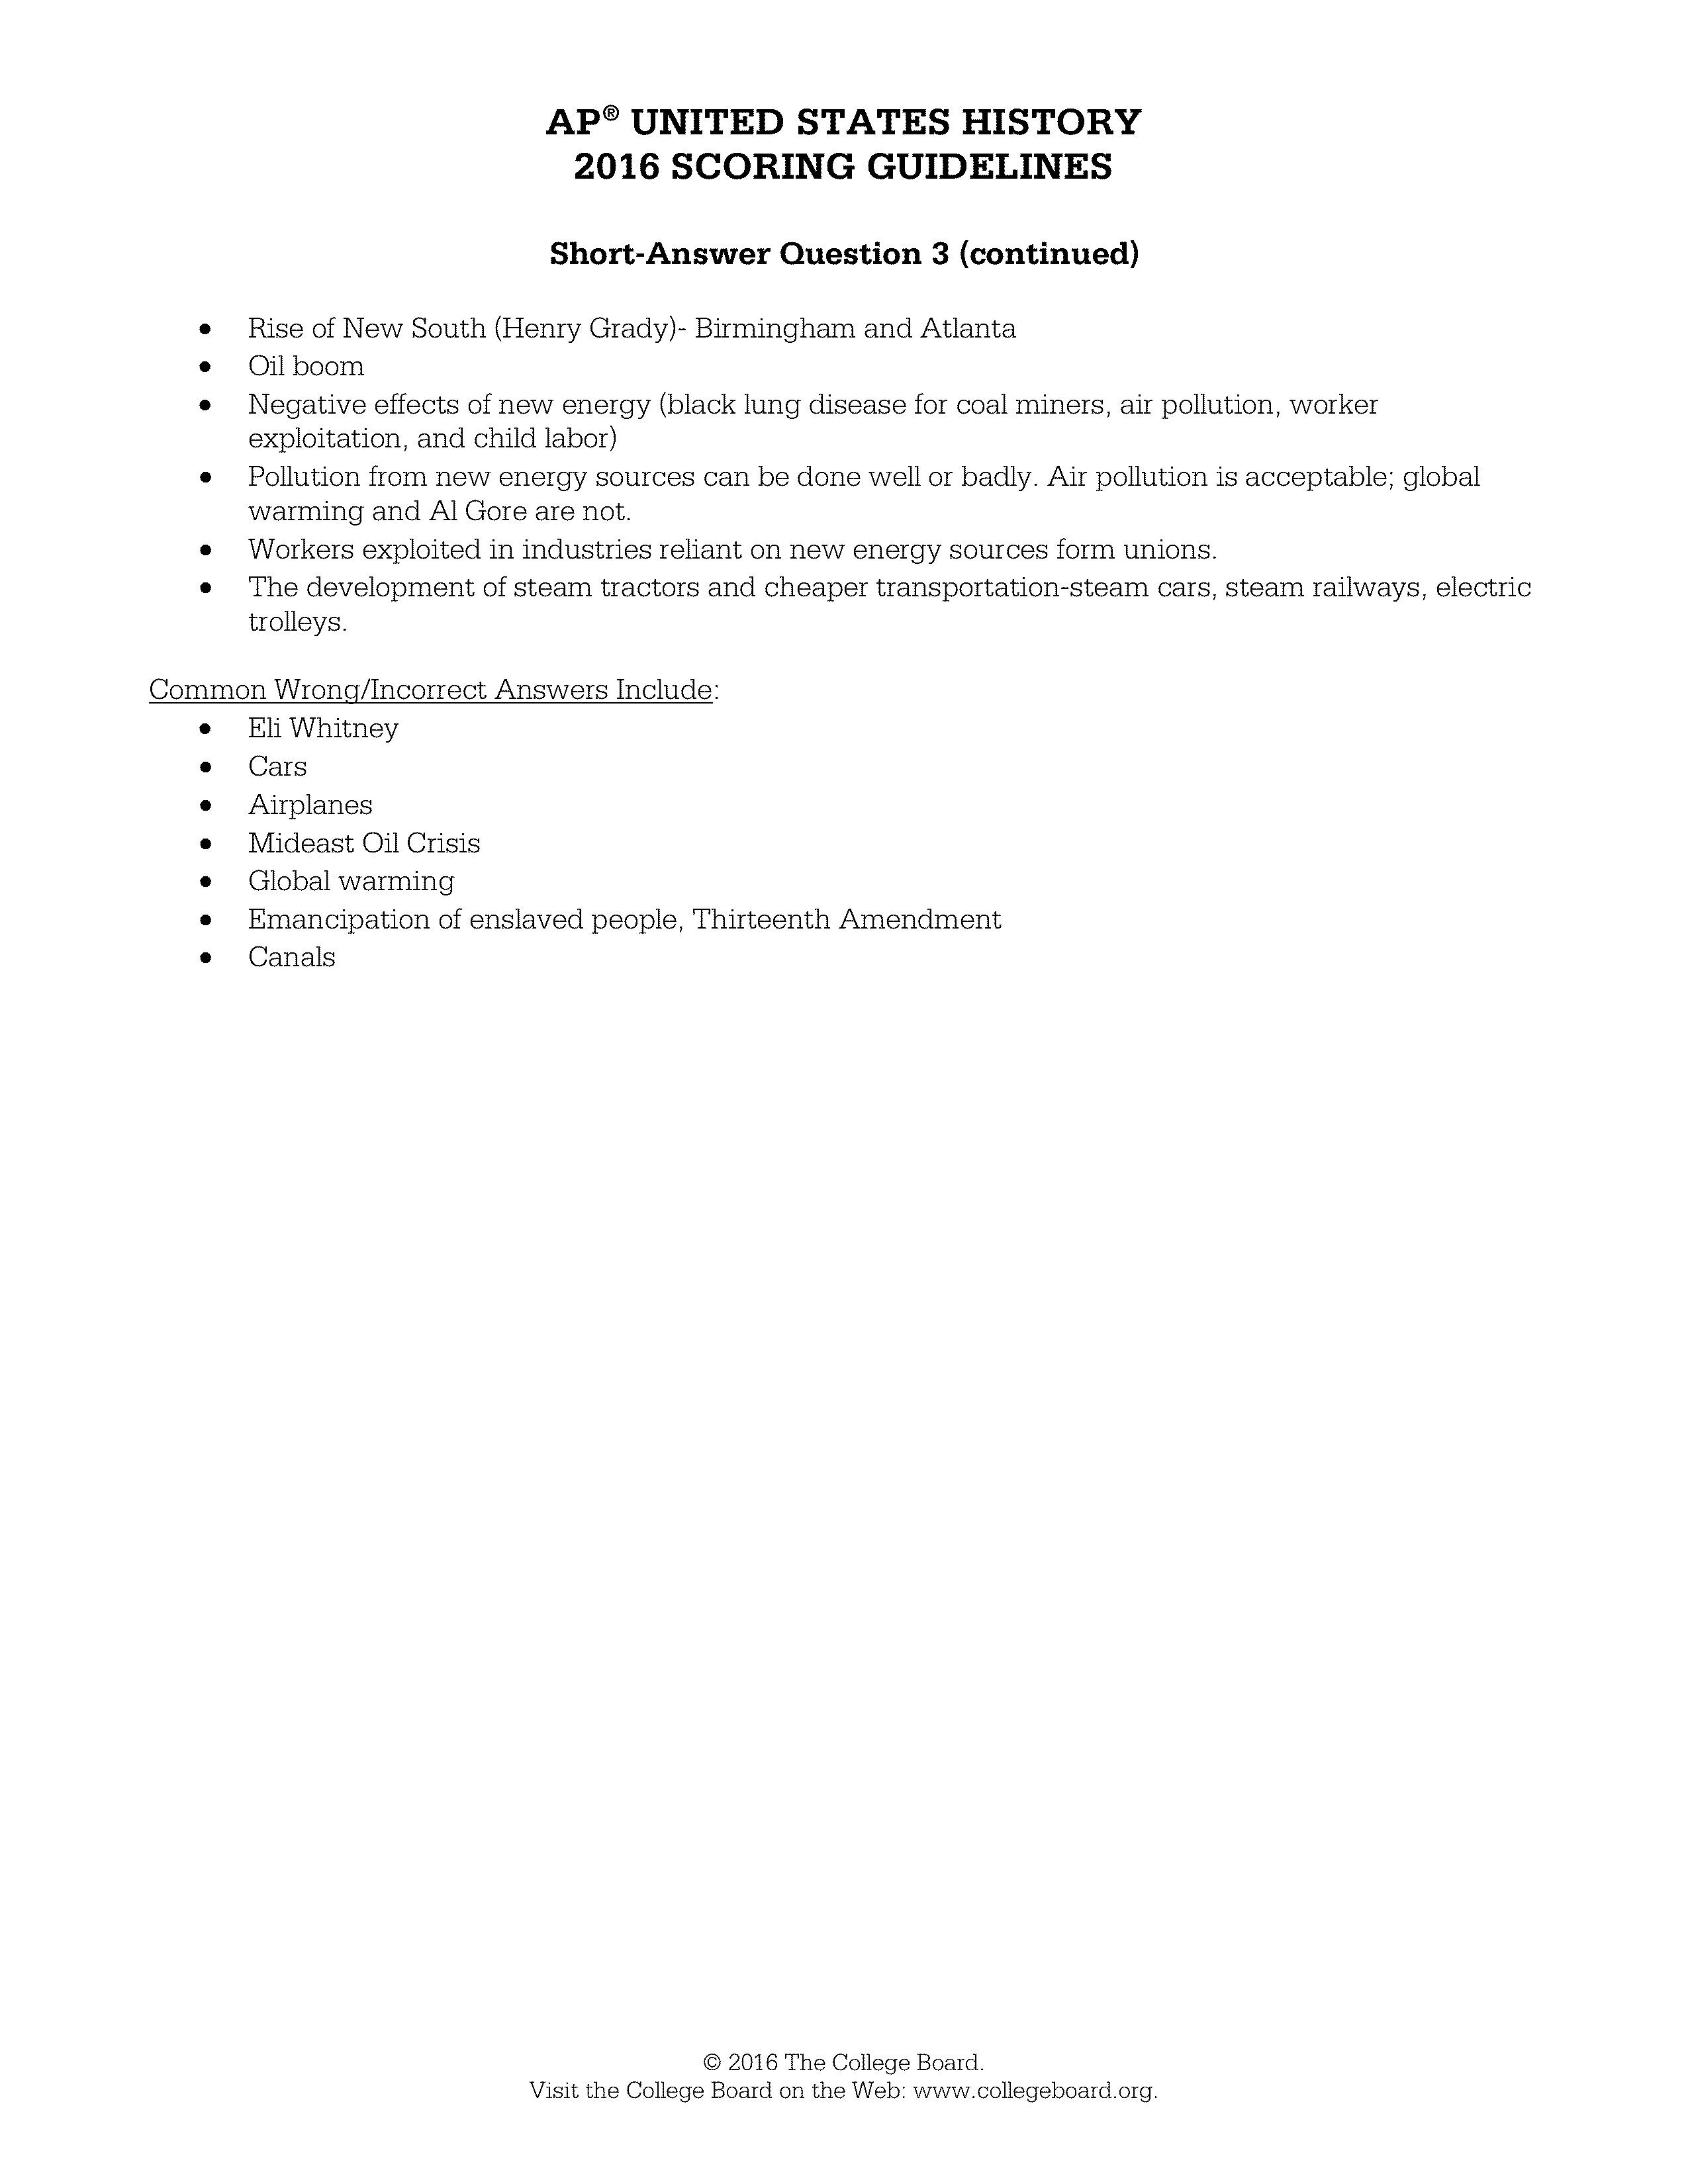 AP® UNITED STATES HISTORY
2016 SCORING GUIDELINES
Short-Answer Question 3 (continued)
• Rise of New South (Henry Grady)- Birmingham and Atlanta
• Oil boom
• Negative effects of new energy (black lung disease for coal miners, air pollution, worker
exploitation, and child labor)
• Pollution from new energy sources can be done well or badly. Air pollution is acceptable; global
warming and Al Gore are not.
• Workers exploited in industries reliant on new energy sources form unions.
• The development of steam tractors and cheaper transportation-steam cars, steam railways, electric
trolleys.
Common Wrong/Incorrect Answers Include:
• Eli Whitney
• Cars
• Airplanes
• Mideast Oil Crisis
• Global warming
• Emancipation of enslaved people, Thirteenth Amendment
• Canals
© 2016 The College Board.
Visit the College Board on the Web: www.collegeboard.org.